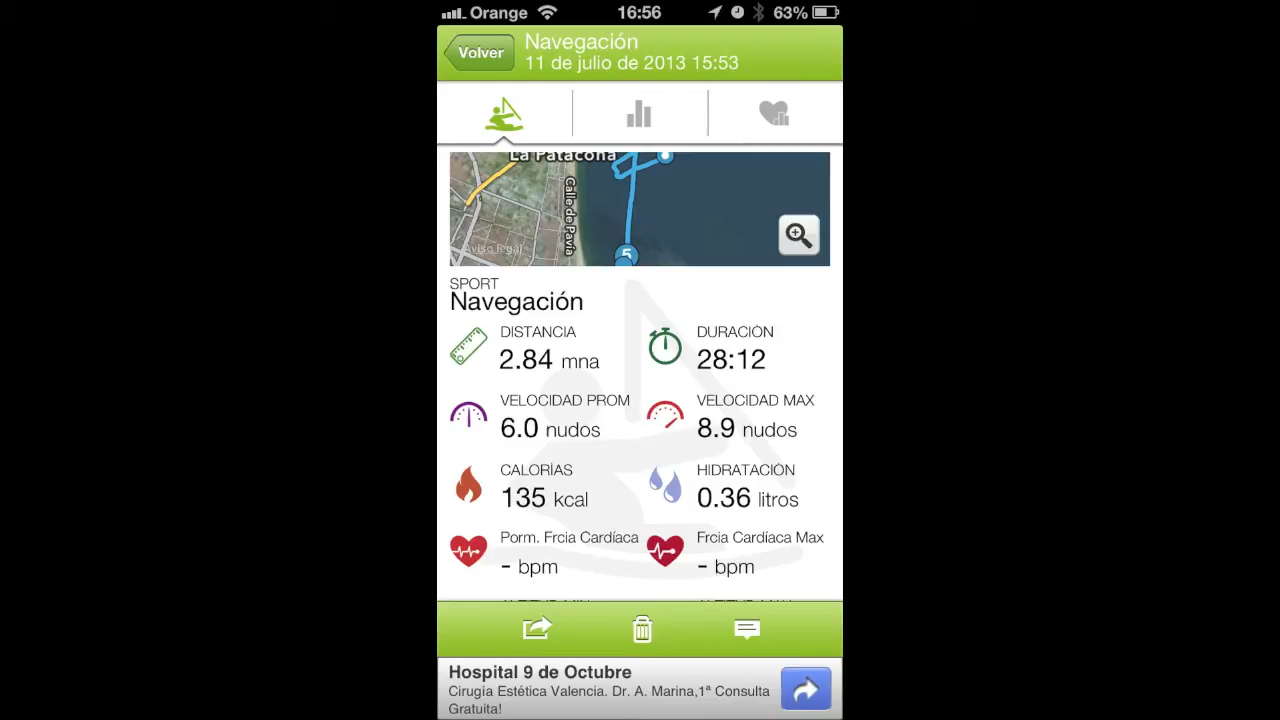 Orange 16:56 63%
Volver
Navegación
11 de julio de 2013 15:53
La Patacona
Calle de Pavía
Aviso legal
5
SPORT
Navegación
DISTANCIA DURACIÓN
2.84 mna 28:12
VELOCIDAD PROM VELOCIDAD MAX
6.0 nudos 8.9 nudos
CALORÍAS HIDRATACIÓN
135 kcal 0.36 litros
Porm. Frcia Cardíaca Frcia Cardíaca Max
- bpm - bpm
Hospital 9 de Octubre
Cirugía Estética Valencia. Dr. A. Marina,1ª Consulta
Gratuita!